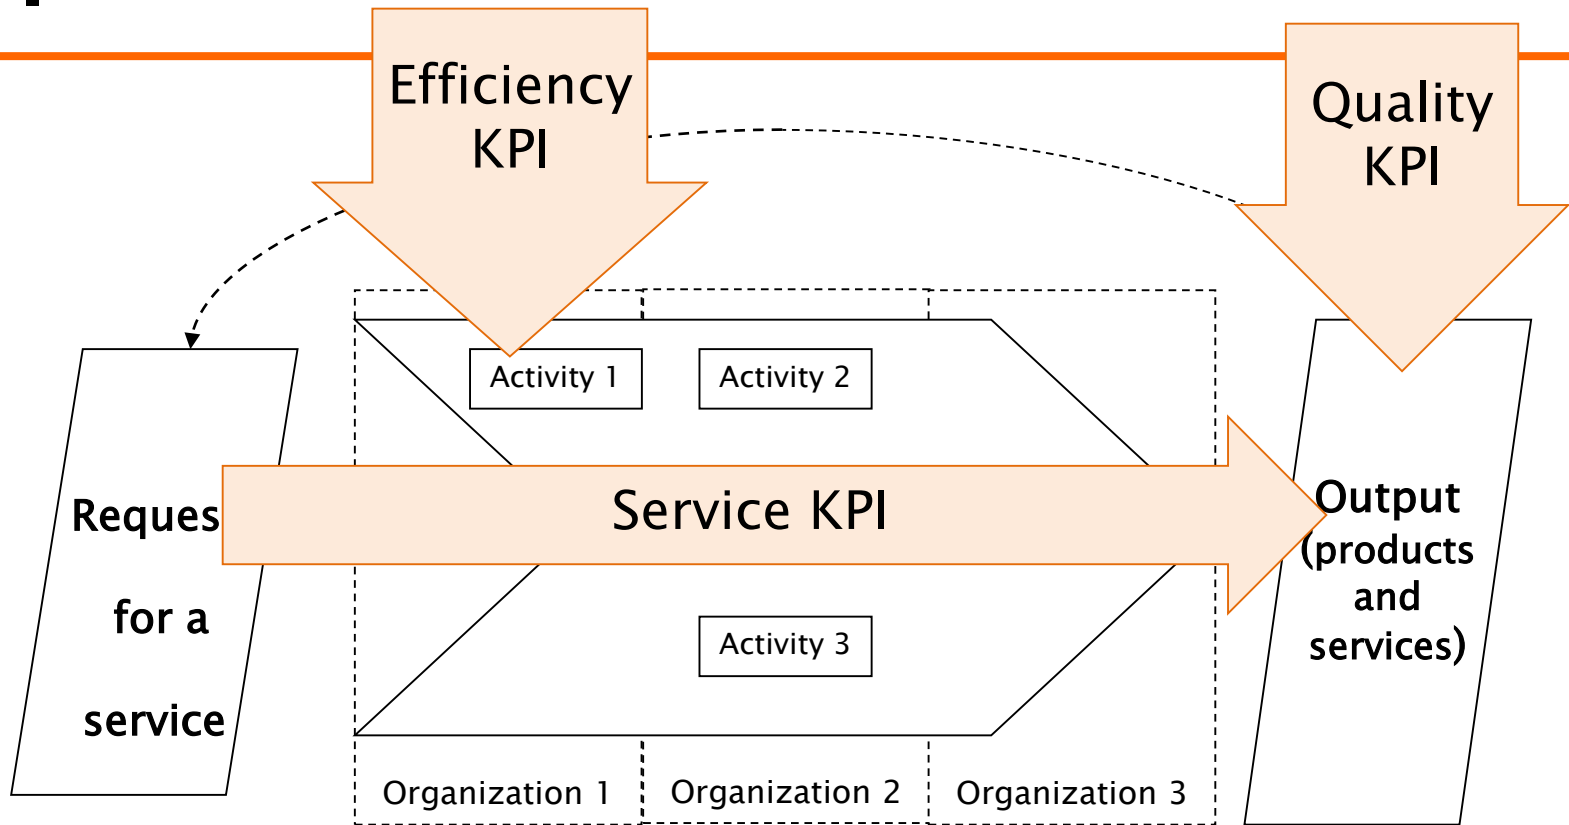 Efficiency
KPI
Quality
KPI
Activity 1
Activity 2
Reques
for a
service
Service KPI
Output
(products
and
services)
Activity 3
Organization 1
Organization 2
Organization 3